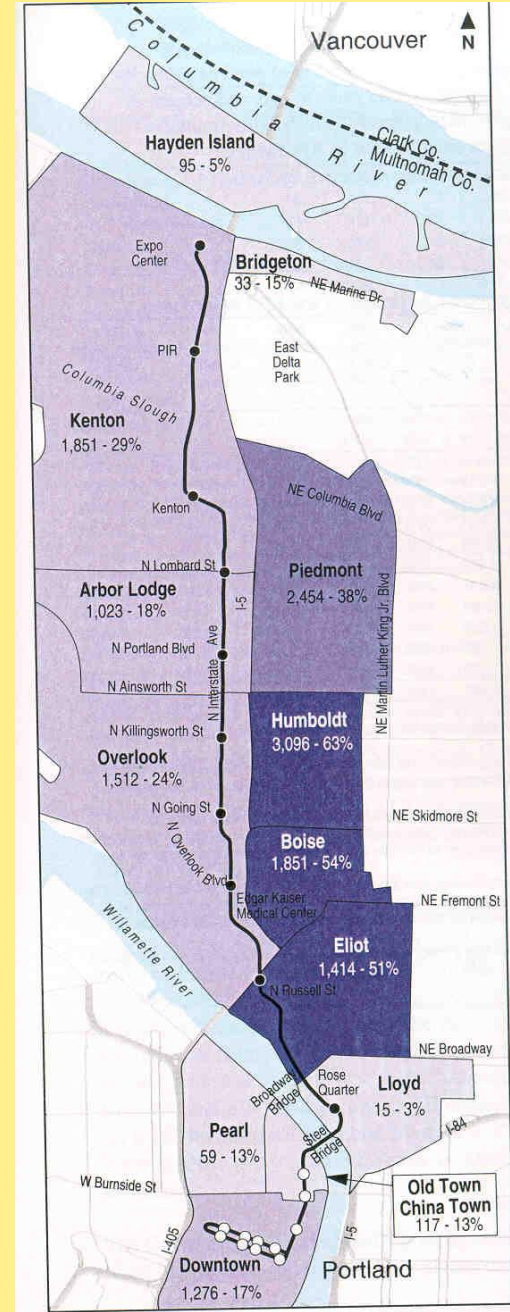 Vancouver
N
Columbia River
Clark Co.
Multnomah Co.
Hayden Island
95 - 5%
Expo
Center
Bridgeton
33 - 15%
NE Marine Dr
PIR
East
Delta
Park
Columbia Slough
Kenton
1,851 - 29%
Kenton
NE Columbia Blvd
N Lombard St
Piedmont
2,454 - 38%
Arbor Lodge
1,023 - 18%
I-5
N Portland Blvd
N Interstate Ave
NE Martin Luther King Jr. Blvd
N Ainsworth St
Humboldt
3,096 - 63%
N Killingsworth St
Overlook
1,512 - 24%
N Going St
NE Skidmore St
Boise
1,851 - 54%
N Overlook Blvd
Edgar Kaiser
Medical Center
NE Fremont St
Willamette River
Eliot
1,414 - 51%
N Russell St
NE Broadway
Broadway
Bridge
Rose
Quarter
Lloyd
15 - 3%
Steel
Bridge
I-84
Pearl
59 - 13%
W Burnside St
Old Town
China Town
117 - 13%
I-405
I-5
Downtown
1,276 - 17%
Portland